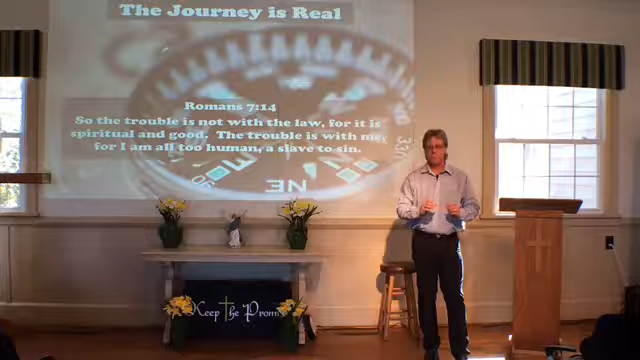 The Journey is Real
Romans 7:14
So the trouble is not with the law, for it is
spiritual and good. The trouble is with me,
for I am all too human, a slave to sin.
NE
Keep The